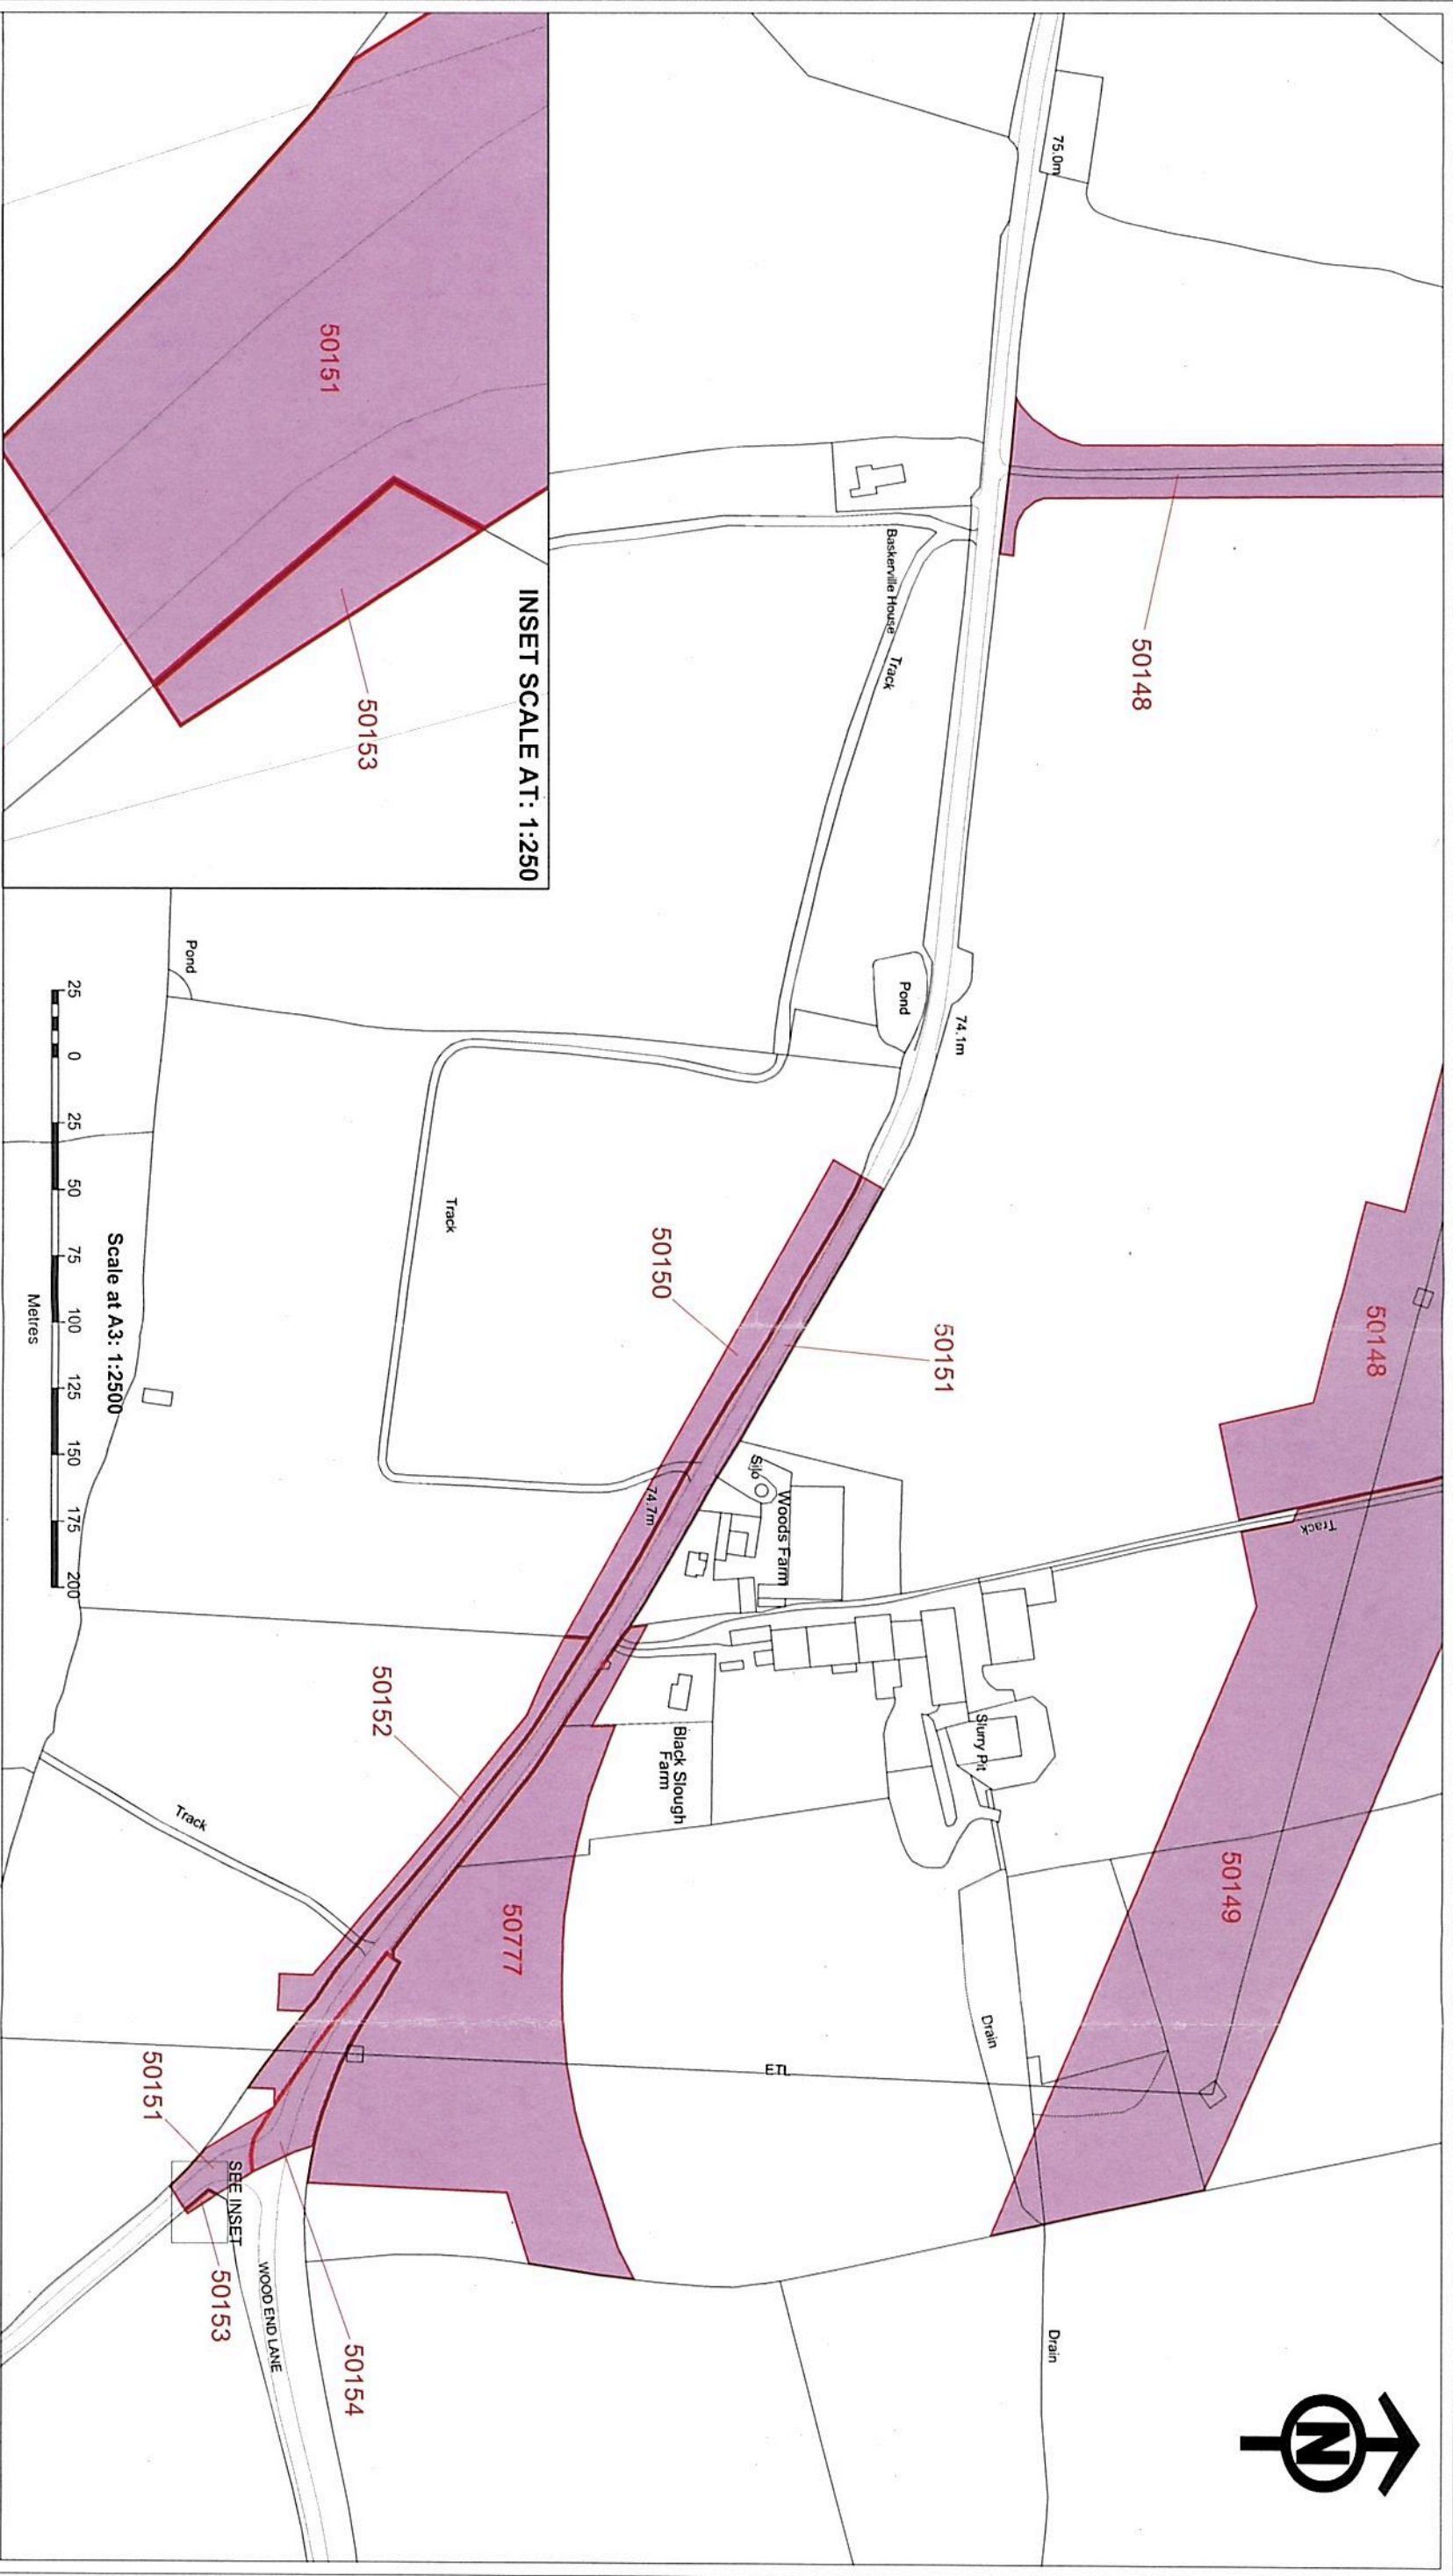 50148
50148
75.0m
Track
74.1m
50149
50151
Slurry Pit
Drain
Drain
Baskerville House
Track
Pond
Woods Farm
Silo
ETL
Black Slough
Farm
50150
74.7m
50777
INSET SCALE AT: 1:250
50151
50153
Track
50152
50154
WOOD END LANE
SEE INSET
50153
50151
Pond
Track
Scale at A3: 1:2500
25 0 25 50 75 100 125 150 175 200
Metres
N